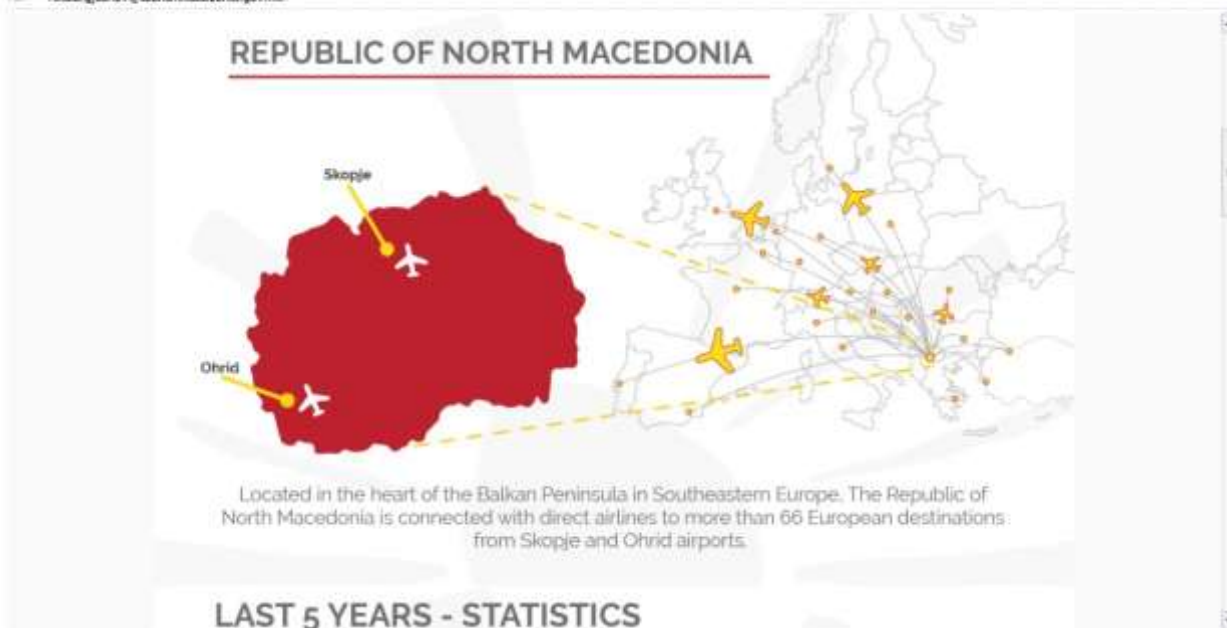 REPUBLIC OF NORTH MACEDONIA
Skopje
Ohrid
Located in the heart of the Balkan Peninsula in Southeastern Europe. The Republic of
North Macedonia is connected with direct airlines to more than 66 European destinations
from Skopje and Ohrid airports.
LAST 5 YEARS - STATISTICS